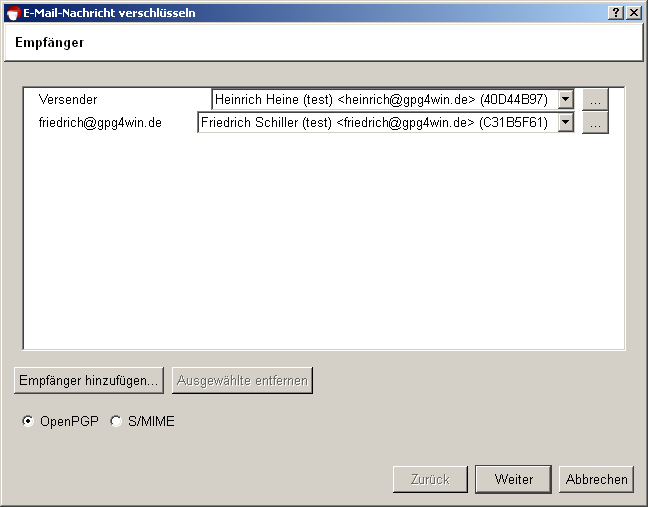 E-Mail-Nachricht verschlüsseln
Empfänger
Versender Heinrich Heine (test) <heinrich@gpg4win.de> (40D44B97) ...
friedrich@gpg4win.de Friedrich Schiller (test) <friedrich@gpg4win.de> (C31B5F61) ...
Empfänger hinzufügen... Ausgewählte entfernen
OpenPGP S/MIME
Zurück Weiter Abbrechen